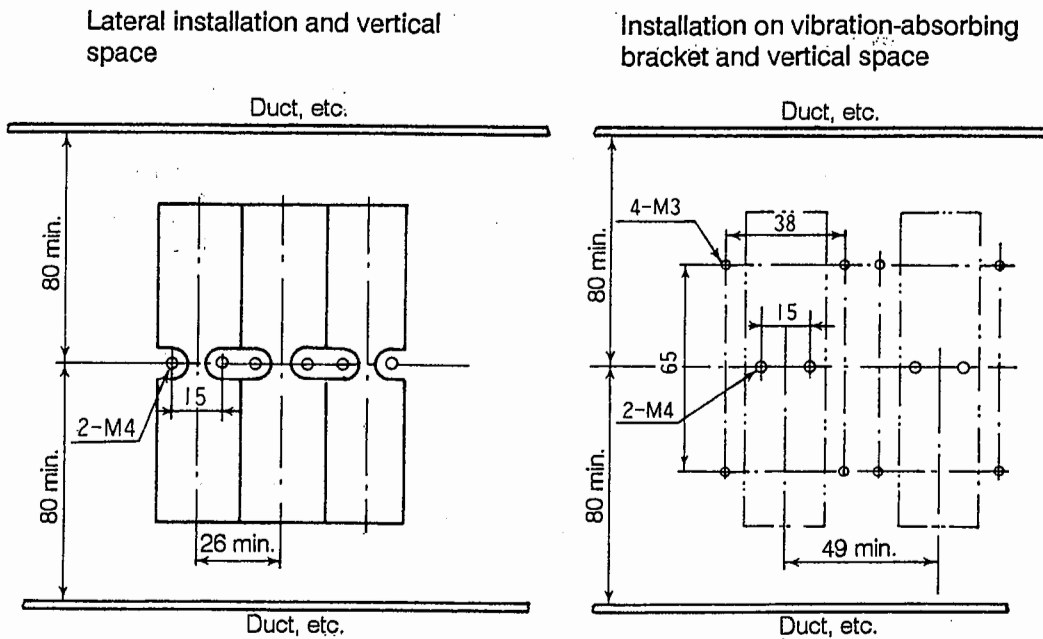 Lateral installation and vertical
space
Duct, etc.
80 min.
80 min.
15
2-M4
26 min.
Duct, etc.
Installation on vibration-absorbing
bracket and vertical space
Duct, etc.
4-M3
38
80 min.
15
65
2-M4
80 min.
49 min.
Duct, etc.